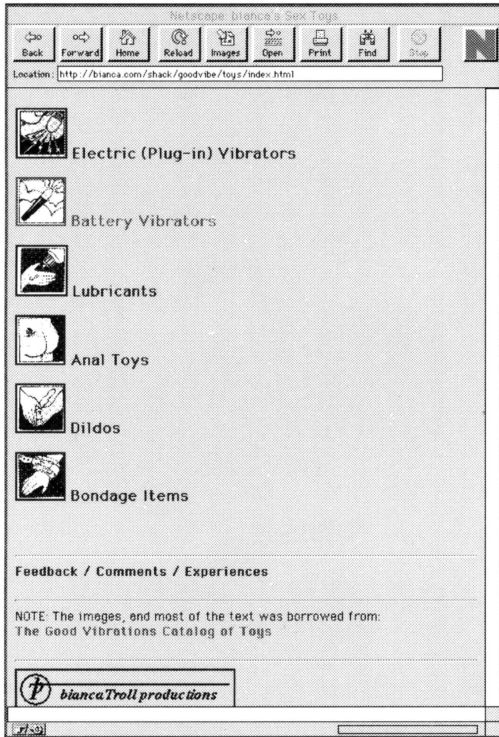 Netscape: bianca's Sex Toys
Back Forward Home Reload Images Open Print Find Stop N
Location: http://bianca.com/shack/goodvibe/toys/index.html
Electric (Plug-in) Vibrators
Battery Vibrators
Lubricants
Anal Toys
Dildos
Bondage Items
Feedback / Comments / Experiences
NOTE: The images, and most of the text was borrowed from:
The Good Vibrations Catalog of Toys
biancaTroll productions